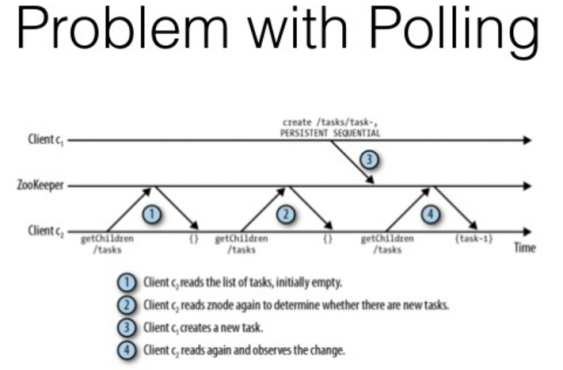 Problem with Polling
create /tasks/task-,
PERSISTENT SEQUENTIAL
Client c₁
3
ZooKeeper
1
2
4
Client c₂
getChildren
/tasks
{}
getChildren
/tasks
{}
getChildren
/tasks
{task-1}
Time
1 Client c₂ reads the list of tasks, initially empty.
2 Client c₂ reads znode again to determine whether there are new tasks.
3 Client c₁ creates a new task.
4 Client c₂ reads again and observes the change.